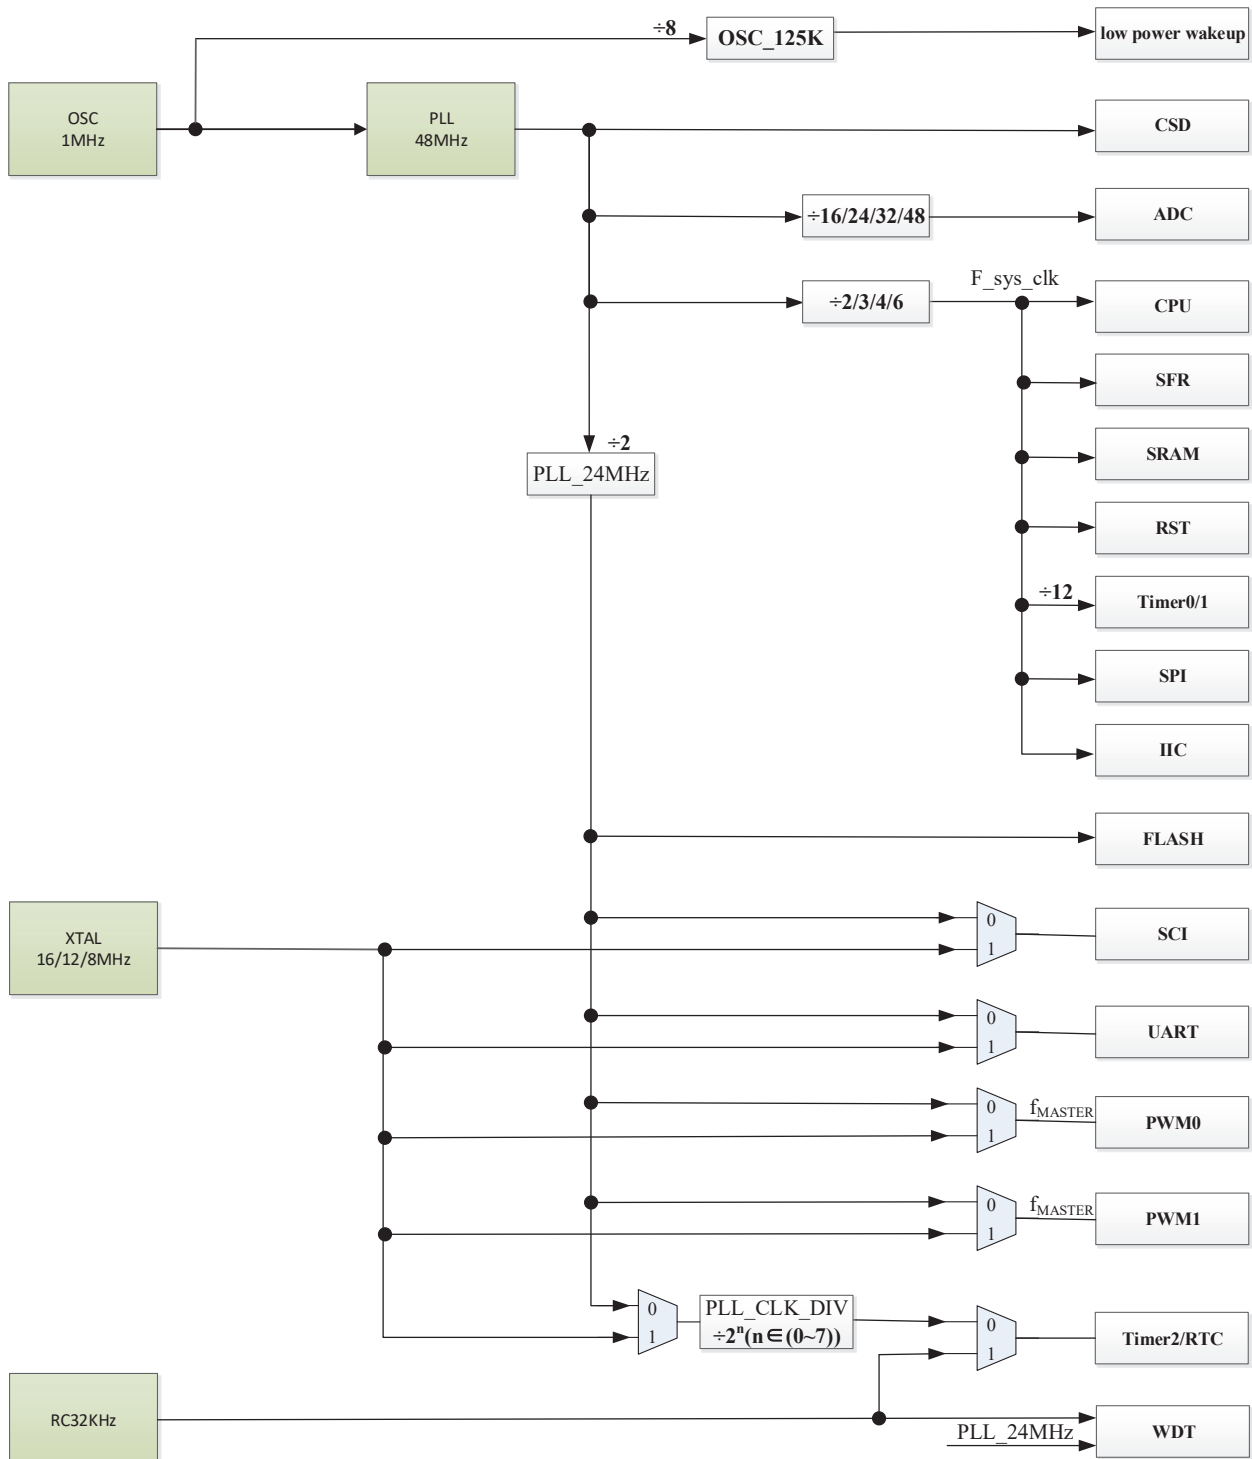 ÷8
OSC_125K
low power wakeup
OSC
1MHz
PLL
48MHz
CSD
÷16/24/32/48
ADC
F_sys_clk
÷2/3/4/6
CPU
SFR
÷2
PLL_24MHz
SRAM
RST
÷12
Timer0/1
SPI
IIC
FLASH
XTAL
16/12/8MHz
0
1
SCI
0
1
UART
0
1
fMASTER
PWM0
0
1
fMASTER
PWM1
0
1
PLL_CLK_DIV
÷2ⁿ(n∈(0~7))
0
1
Timer2/RTC
RC32KHz
PLL_24MHz
WDT